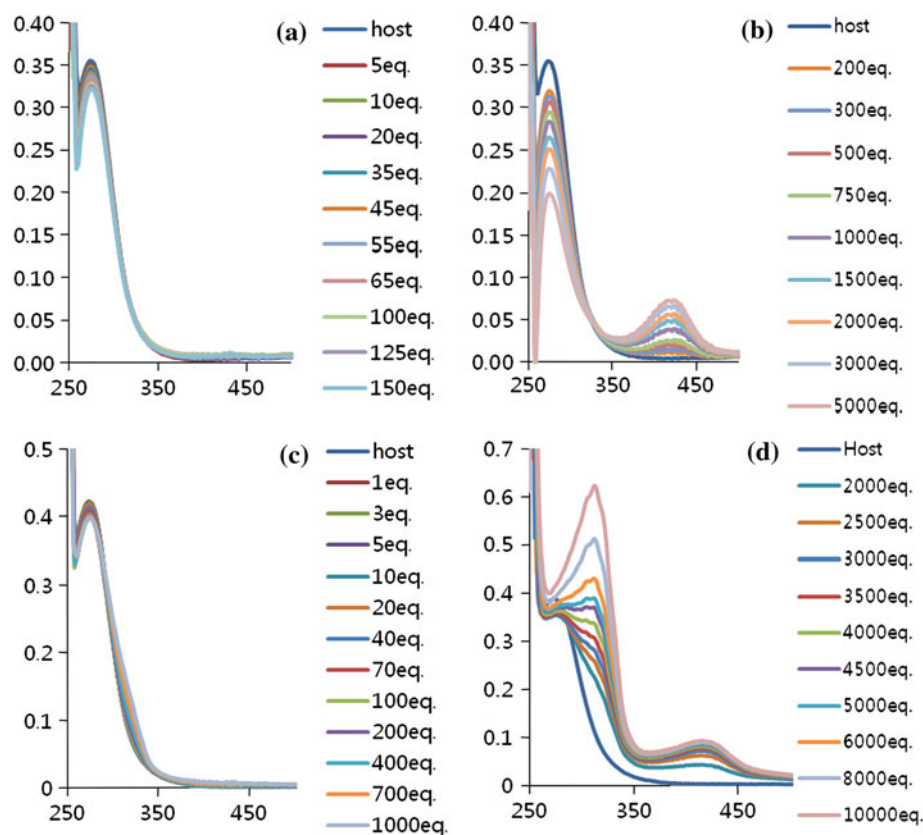 (a)
0.40
0.35
0.30
0.25
0.20
0.15
0.10
0.05
0.00
250
350
450
host
5eq.
10eq.
20eq.
35eq.
45eq.
55eq.
65eq.
100eq.
125eq.
150eq.
(b)
0.40
0.35
0.30
0.25
0.20
0.15
0.10
0.05
0.00
250
350
450
host
200eq.
300eq.
500eq.
750eq.
1000eq.
1500eq.
2000eq.
3000eq.
5000eq.
(c)
0.5
0.4
0.3
0.2
0.1
0
250
350
450
host
1eq.
3eq.
5eq.
10eq.
20eq.
40eq.
70eq.
100eq.
200eq.
400eq.
700eq.
1000eq.
(d)
0.7
0.6
0.5
0.4
0.3
0.2
0.1
0
250
350
450
Host
2000eq.
2500eq.
3000eq.
3500eq.
4000eq.
4500eq.
5000eq.
6000eq.
8000eq.
10000eq.